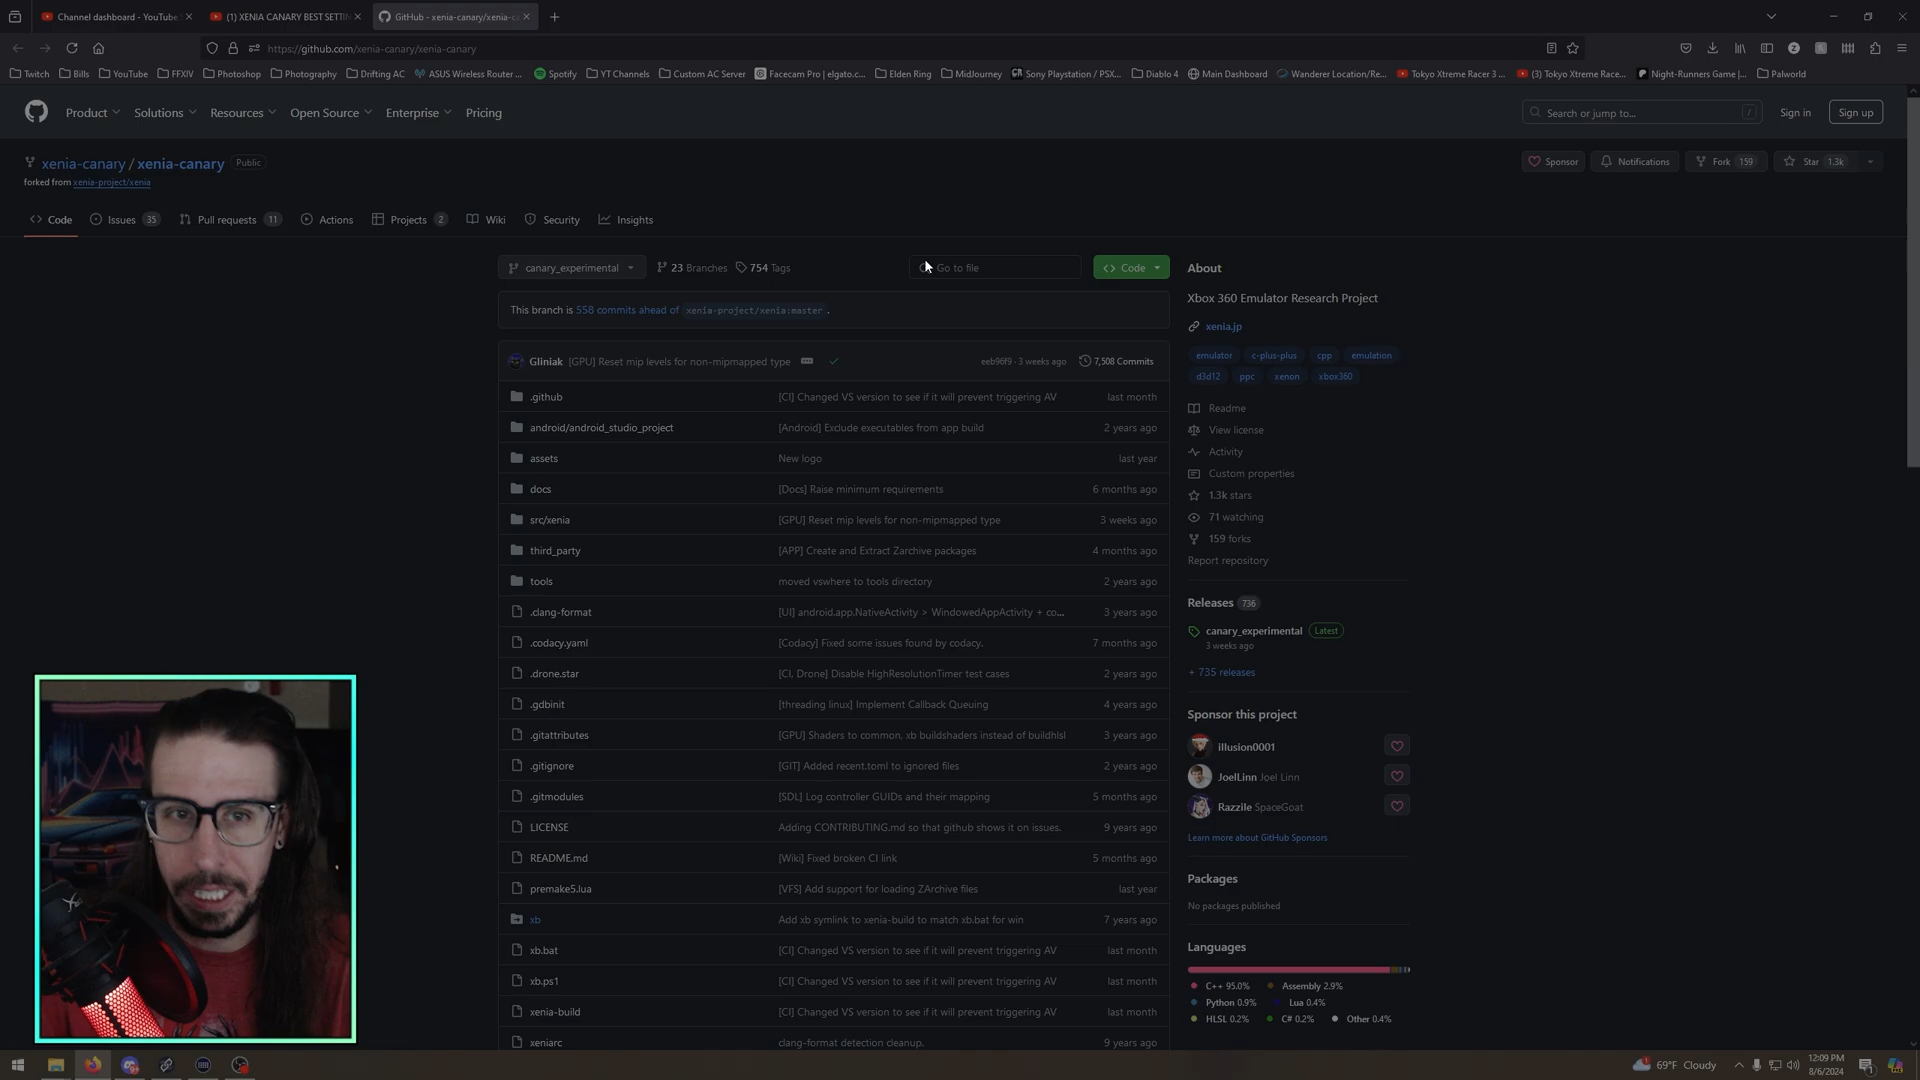 Channel dashboard - YouTube
(1) XENIA CANARY BEST SETTIN
GitHub - xenia-canary/xenia-c
https://github.com/xenia-canary/xenia-canary
Twitch Bills YouTube FFXIV Photoshop Photography Drifting AC ASUS Wireless Router ... Spotify YT Channels Custom AC Server Facecam Pro | elgato.c... Elden Ring MidJourney Sony Playstation / PSX... Diablo 4 Main Dashboard Wanderer Location/Re... Tokyo Xtreme Racer 3 ... (3) Tokyo Xtreme Race... Night-Runners Game |... Palworld
Product Solutions Resources Open Source Enterprise Pricing
Search or jump to... /
Sign in
Sign up
xenia-canary / xenia-canary Public
Sponsor Notifications Fork 159 Star 1.3k
forked from xenia-project/xenia
Code Issues 35 Pull requests 11 Actions Projects 2 Wiki Security Insights
canary_experimental 23 Branches 754 Tags Go to file Code
This branch is 558 commits ahead of xenia-project/xenia:master .
Gliniak [GPU] Reset mip levels for non-mipmapped type eeb96f9 · 3 weeks ago 7,508 Commits
.github [CI] Changed VS version to see if it will prevent triggering AV last month
android/android_studio_project [Android] Exclude executables from app build 2 years ago
assets New logo last year
docs [Docs] Raise minimum requirements 6 months ago
src/xenia [GPU] Reset mip levels for non-mipmapped type 3 weeks ago
third_party [APP] Create and Extract Zarchive packages 4 months ago
tools moved vswhere to tools directory 2 years ago
.clang-format [UI] android.app.NativeActivity > WindowedAppActivity + co... 3 years ago
.codacy.yaml [Codacy] Fixed some issues found by codacy. 7 months ago
.drone.star [CI, Drone] Disable HighResolutionTimer test cases 2 years ago
.gdbinit [threading linux] Implement Callback Queuing 4 years ago
.gitattributes [GPU] Shaders to common, xb buildshaders instead of buildhlsl 3 years ago
.gitignore [GIT] Added recent.toml to ignored files 2 years ago
.gitmodules [SDL] Log controller GUIDs and their mapping 5 months ago
LICENSE Adding CONTRIBUTING.md so that github shows it on issues. 9 years ago
README.md [Wiki] Fixed broken CI link 5 months ago
premake5.lua [VFS] Add support for loading ZArchive files last year
xb Add xb symlink to xenia-build to match xb.bat for win 7 years ago
xb.bat [CI] Changed VS version to see if it will prevent triggering AV last month
xb.ps1 [CI] Changed VS version to see if it will prevent triggering AV last month
xenia-build [CI] Changed VS version to see if it will prevent triggering AV last month
xeniarc clang-format detection cleanup. 9 years ago
About
Xbox 360 Emulator Research Project
xenia.jp
emulator c-plus-plus cpp emulation
d3d12 ppc xenon xbox360
Readme
View license
Activity
Custom properties
1.3k stars
71 watching
159 forks
Report repository
Releases 736
canary_experimental Latest
3 weeks ago
+ 735 releases
Sponsor this project
illusion0001
JoelLinn Joel Linn
Razzile SpaceGoat
Learn more about GitHub Sponsors
Packages
No packages published
Languages
C++ 95.0% Assembly 2.9%
Python 0.9% Lua 0.4%
HLSL 0.2% C# 0.2% Other 0.4%
69°F Cloudy
12:09 PM
8/6/2024